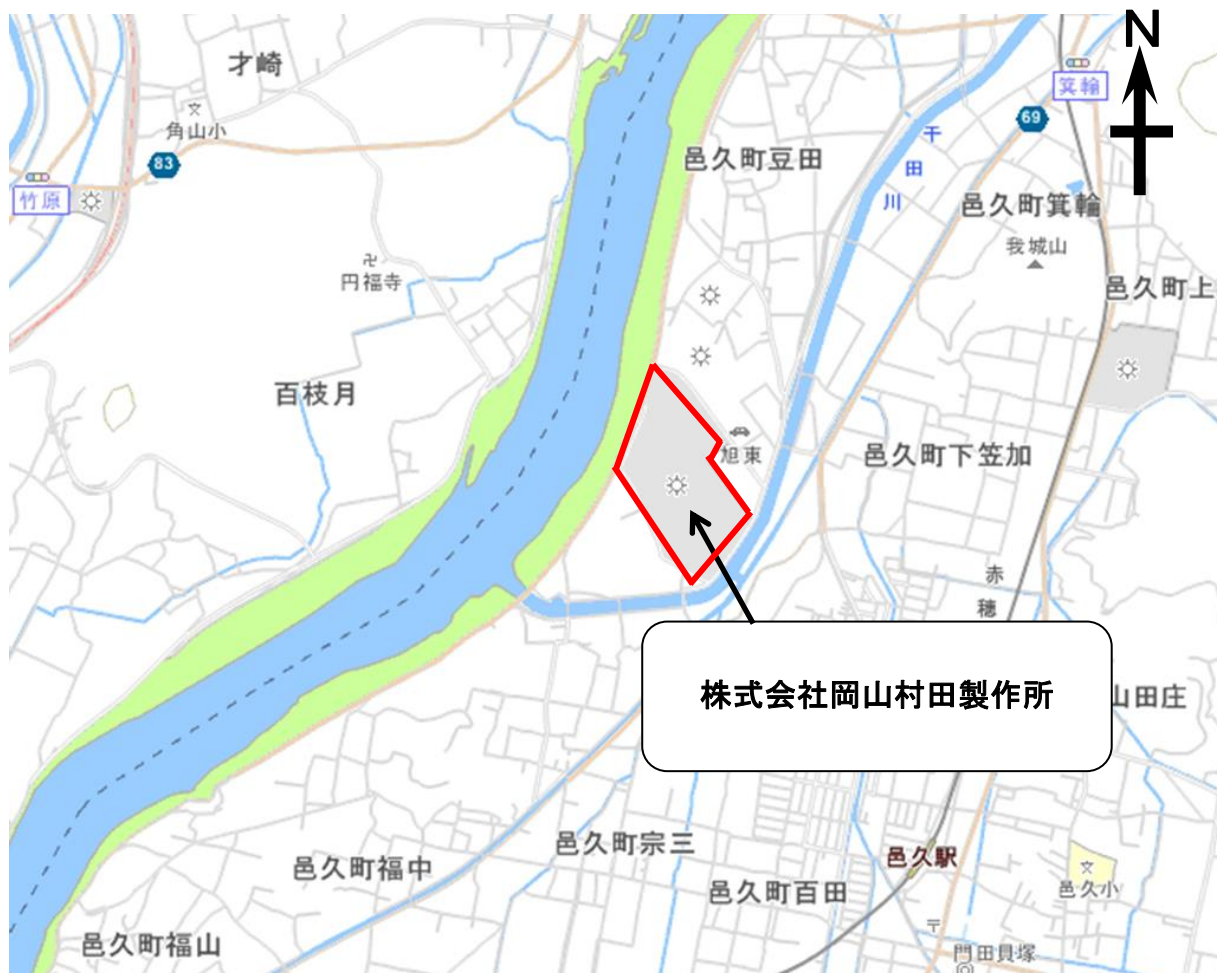 N
才崎
箕輪
角山小
69
83
干田川
邑久町豆田
竹原
邑久町箕輪
我城山
円福寺
邑久町上
百枝月
旭東
邑久町下笠加
赤穂
株式会社岡山村田製作所
山田庄
邑久町宗三
邑久駅
邑久町福中
邑久町百田
邑久小
邑久町福山
門田貝塚